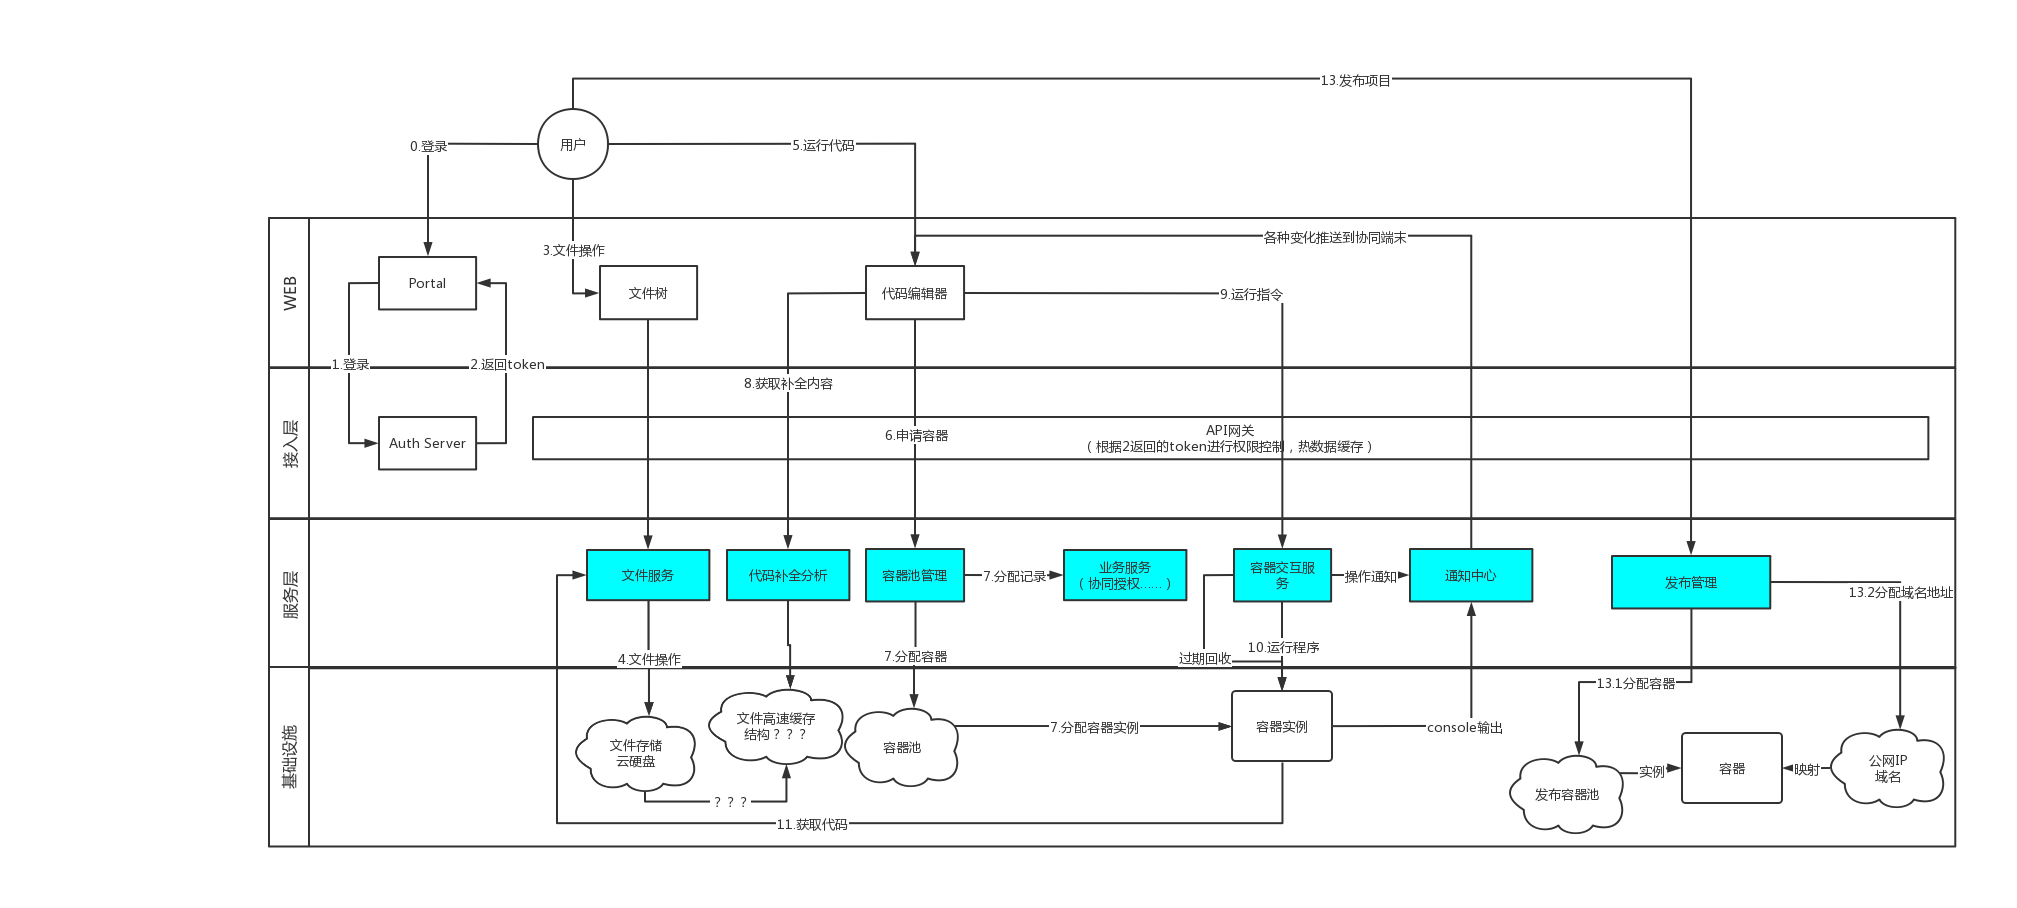 13.发布项目
用户
0.登录
5.运行代码
3.文件操作
各种变化推送到协同端末
WEB
Portal
文件树
代码编辑器
9.运行指令
1.登录
2.返回token
8.获取补全内容
接入层
Auth Server
6.申请容器
API网关
（根据2返回的token进行权限控制，热数据缓存）
服务层
文件服务
代码补全分析
容器池管理
7.分配记录
业务服务
（协同授权……）
容器交互服
务
操作通知
通知中心
发布管理
13.2分配域名地址
4.文件操作
7.分配容器
过期回收
10.运行程序
13.1分配容器
基础设施
文件存储
云硬盘
文件高速缓存
结构？？？
容器池
7.分配容器实例
容器实例
console输出
发布容器池
实例
容器
映射
公网IP
域名
？？？
11.获取代码